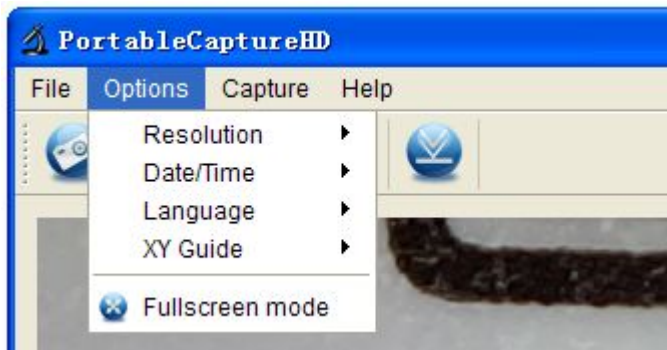 PortableCaptureHD
File Options Capture Help
Resolution
Date/Time
Language
XY Guide
Fullscreen mode